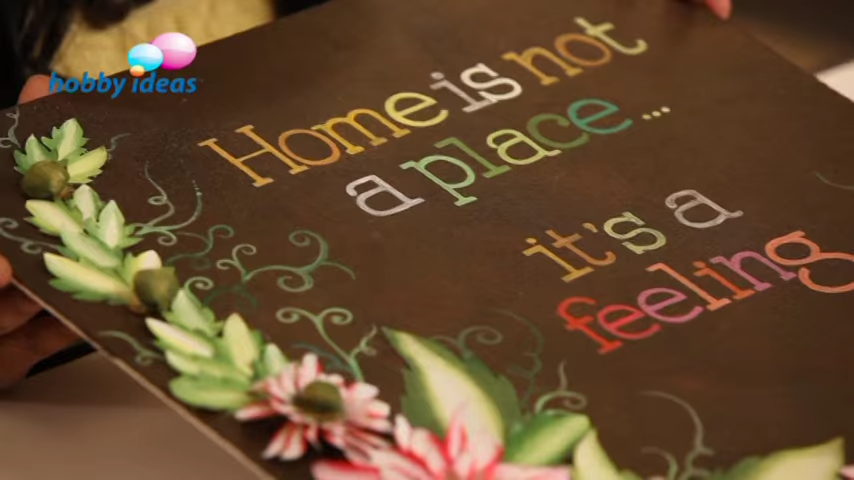 hobby ideas
Home is not
a place...
it's a
feeling